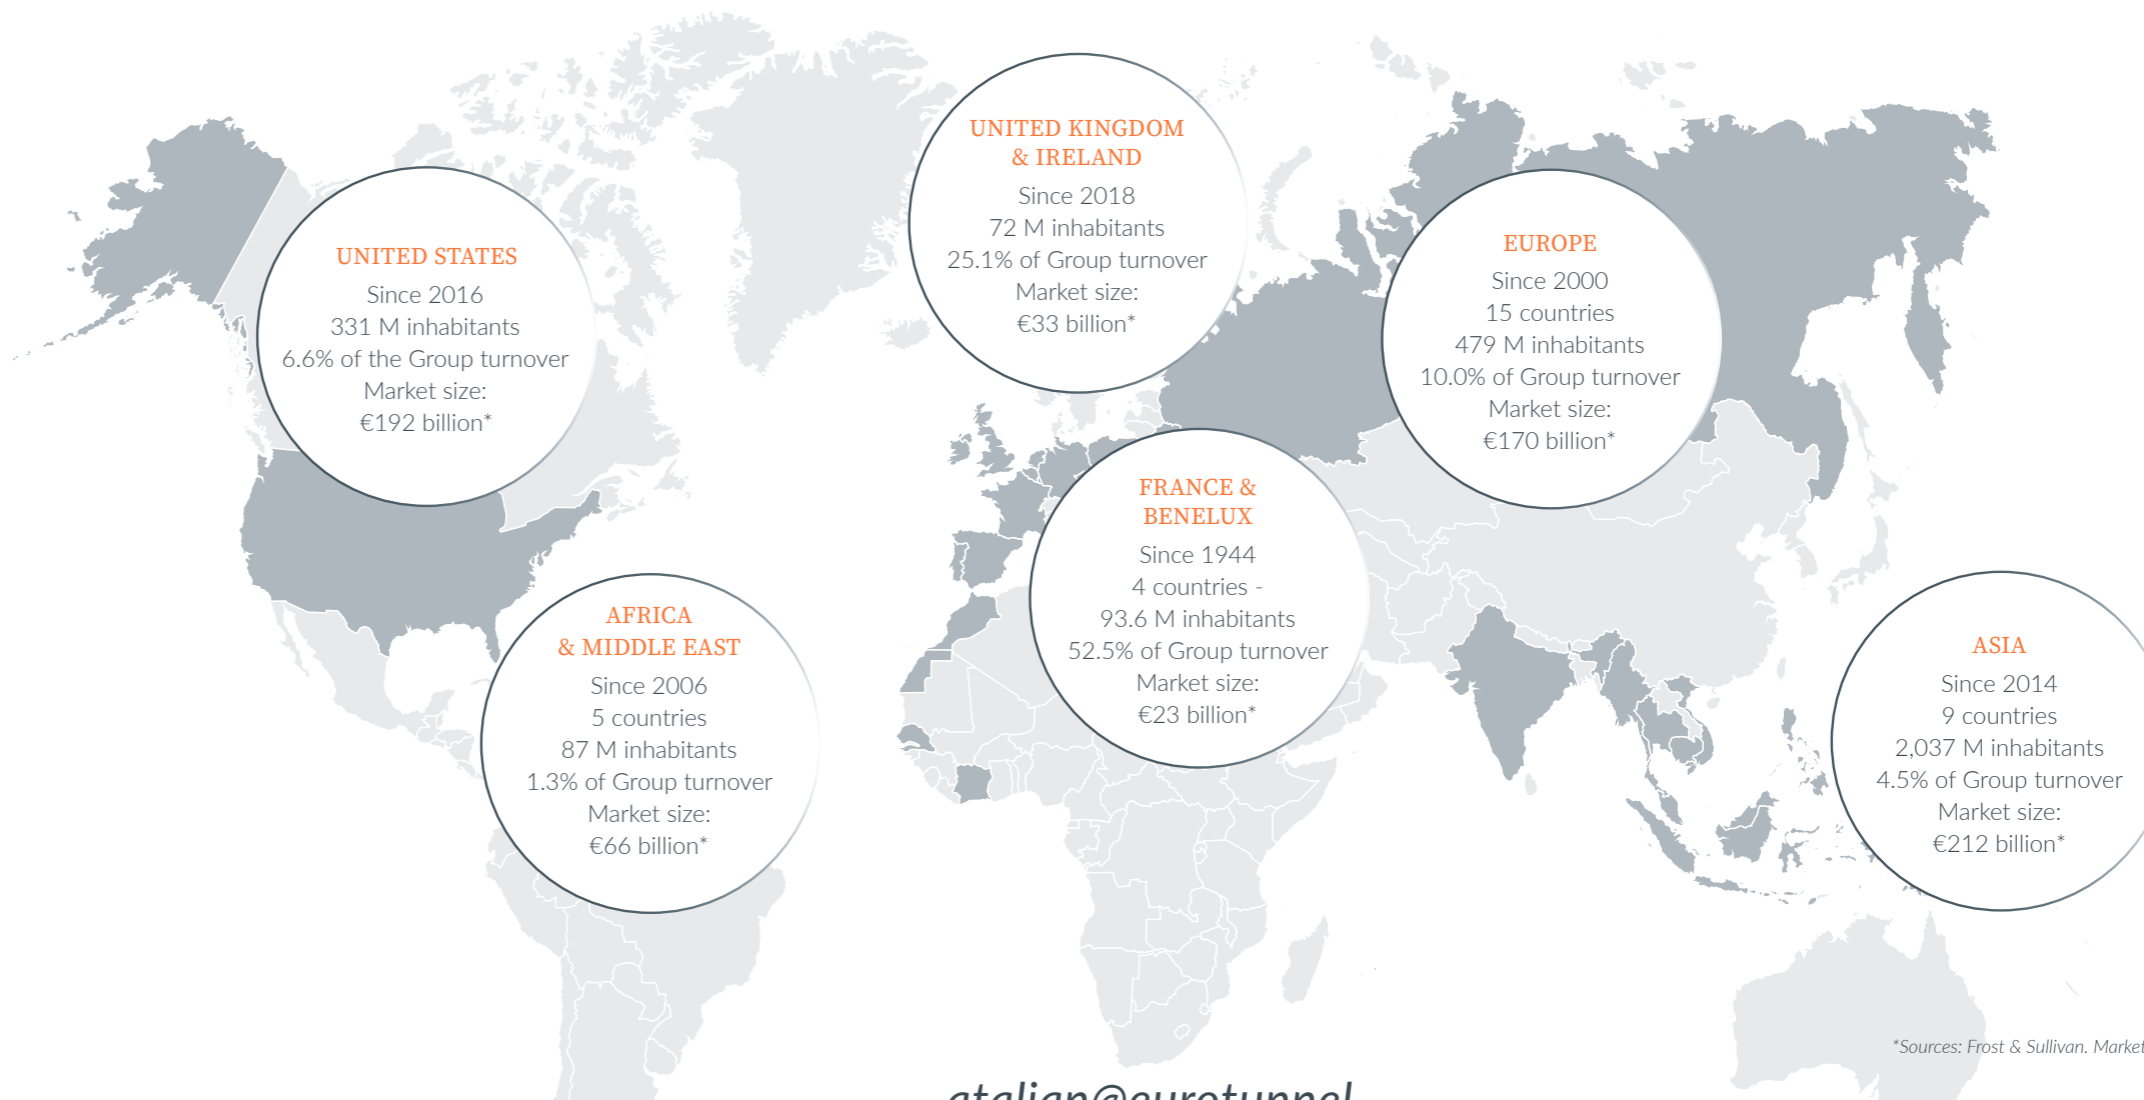 UNITED KINGDOM
& IRELAND
Since 2018
72 M inhabitants
25.1% of Group turnover
Market size:
€33 billion*
UNITED STATES
Since 2016
331 M inhabitants
6.6% of the Group turnover
Market size:
€192 billion*
EUROPE
Since 2000
15 countries
479 M inhabitants
10.0% of Group turnover
Market size:
€170 billion*
FRANCE &
BENELUX
Since 1944
4 countries -
93.6 M inhabitants
52.5% of Group turnover
Market size:
€23 billion*
AFRICA
& MIDDLE EAST
Since 2006
5 countries
87 M inhabitants
1.3% of Group turnover
Market size:
€66 billion*
ASIA
Since 2014
9 countries
2,037 M inhabitants
4.5% of Group turnover
Market size:
€212 billion*
*Sources: Frost & Sullivan. Market
atalian@eurotunnel